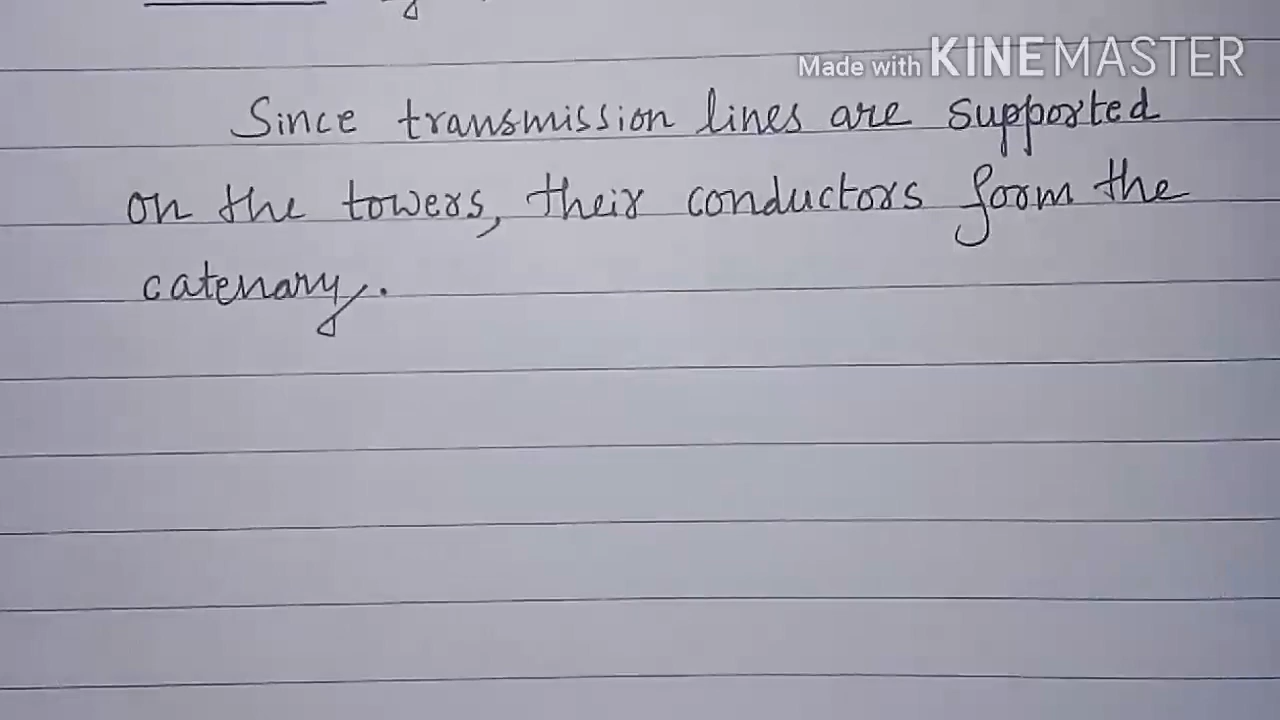 Made with KINEMASTER
Since transmission lines are supported
on the towers, their conductors form the
catenary.